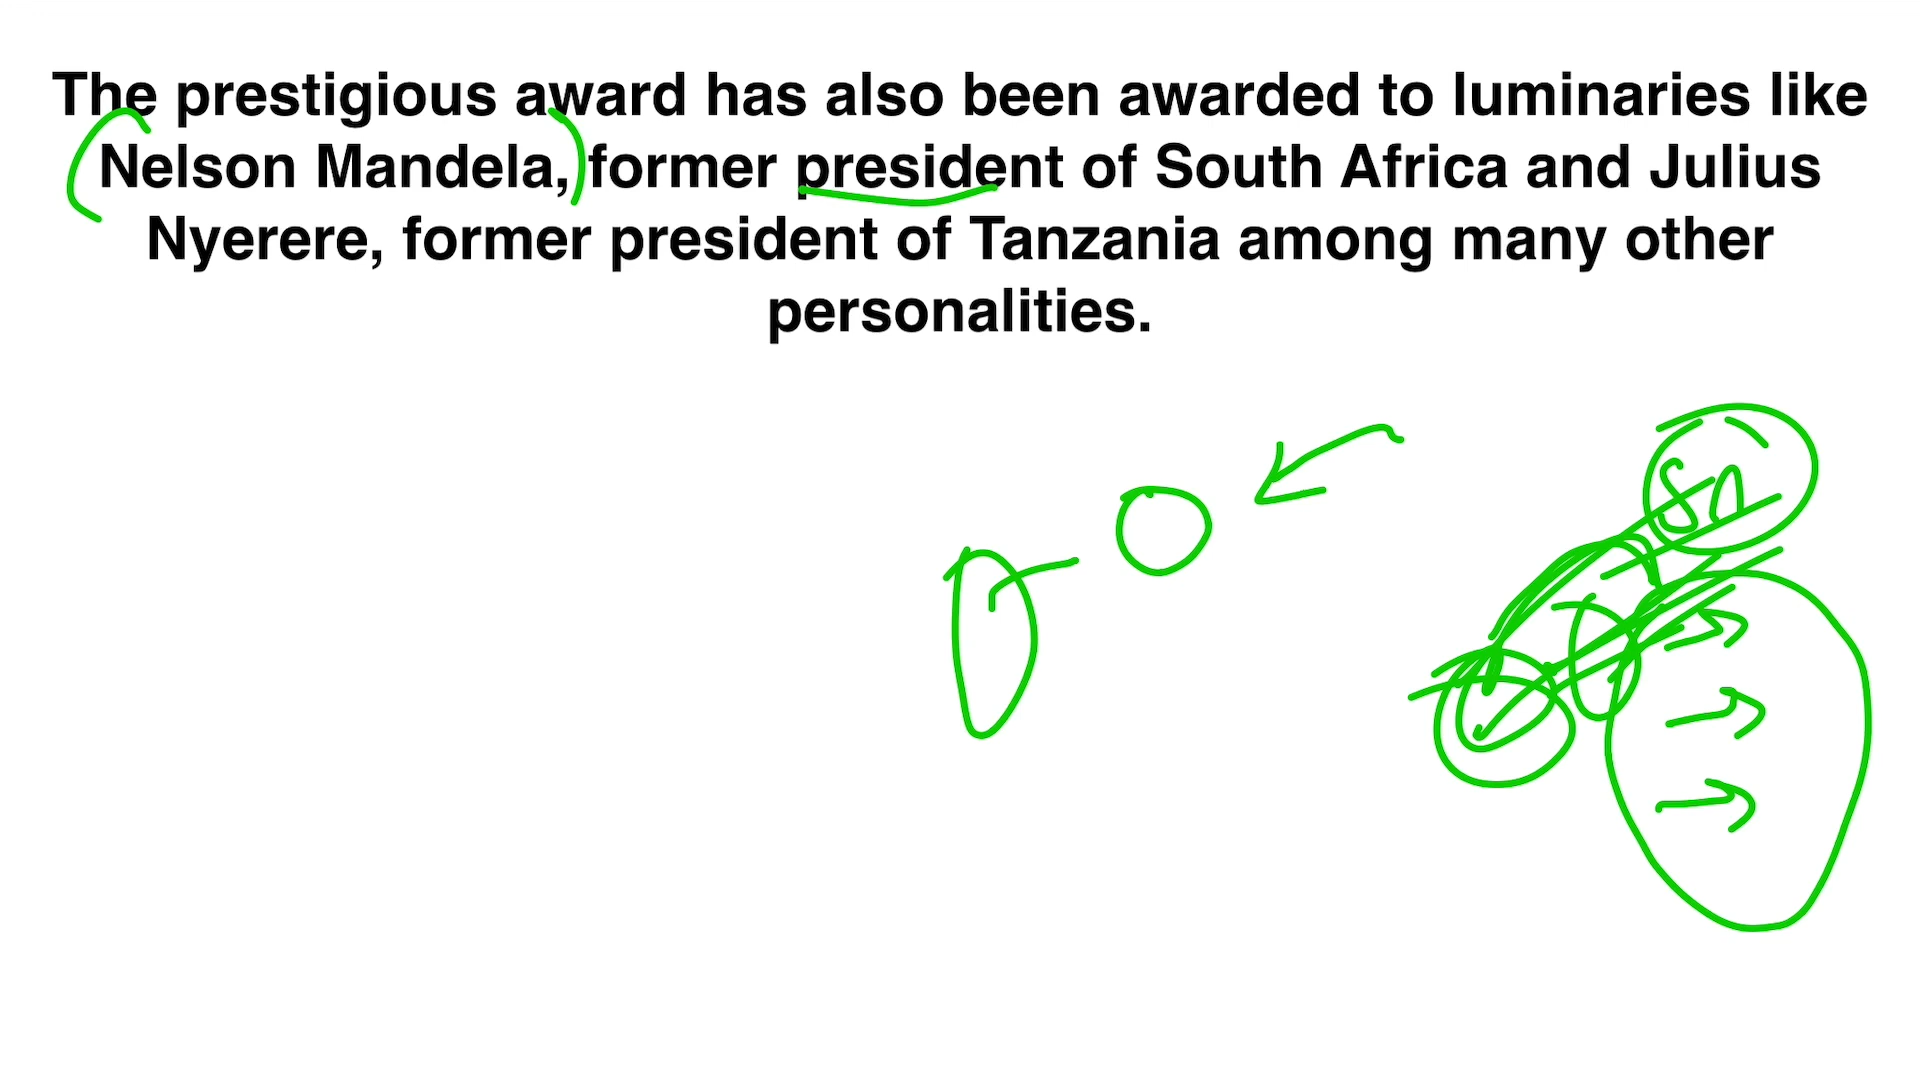 The prestigious award has also been awarded to luminaries like
Nelson Mandela, former president of South Africa and Julius
Nyerere, former president of Tanzania among many other
personalities.